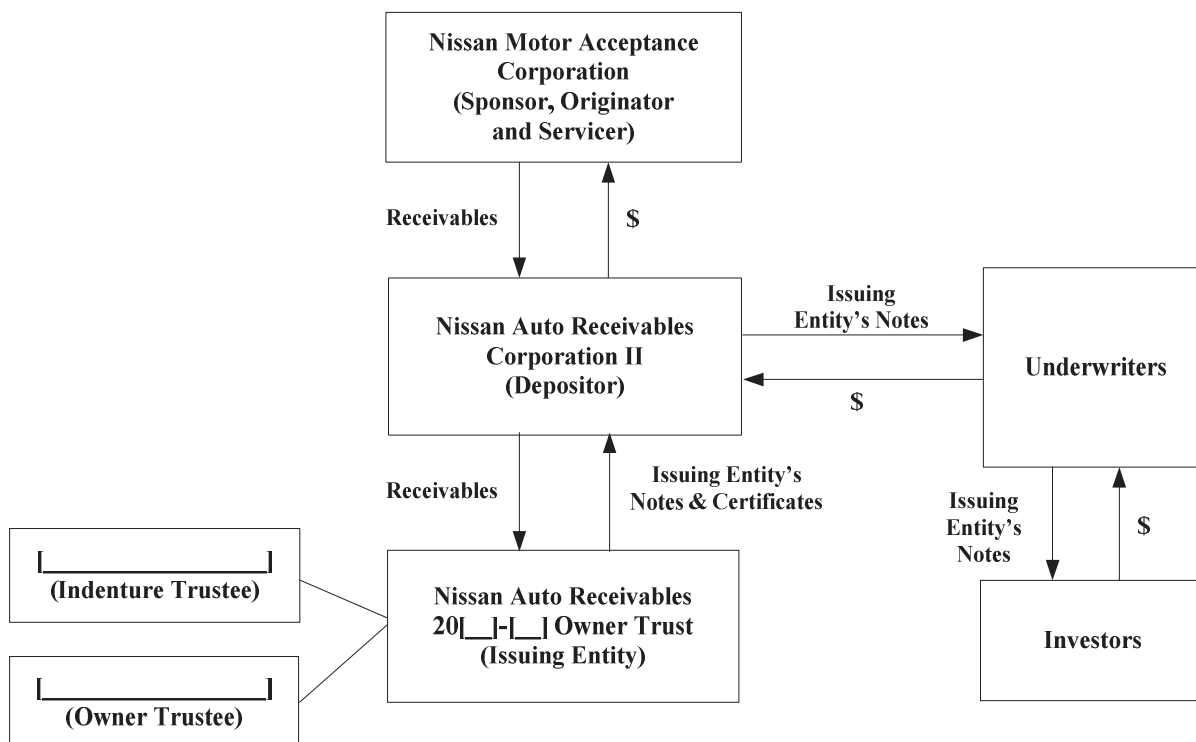 Nissan Motor Acceptance
Corporation
(Sponsor, Originator
and Servicer)
Receivables
$
Nissan Auto Receivables
Corporation II
(Depositor)
Issuing
Entity’s Notes
$
Underwriters
Receivables
Issuing Entity’s
Notes & Certificates
Issuing
Entity’s
Notes
$
[__________________]
(Indenture Trustee)
Nissan Auto Receivables
20[__]-[__] Owner Trust
(Issuing Entity)
Investors
[__________________]
(Owner Trustee)